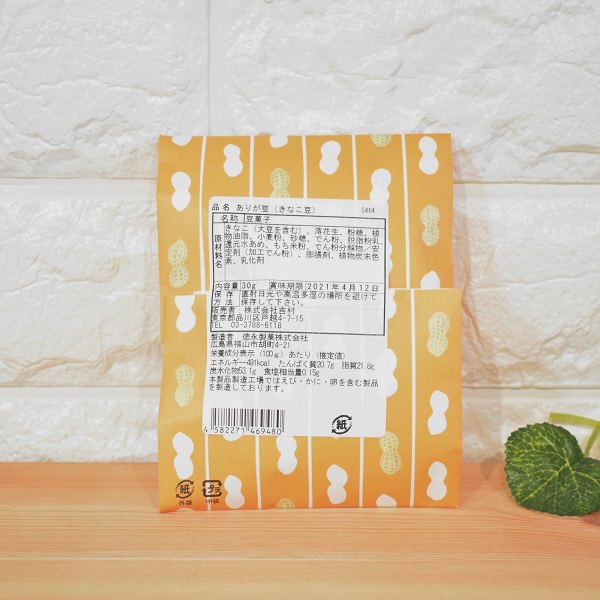 品 名 ありが豆（きなこ豆） 5464
名称 豆菓子
原材料名 きなこ（大豆を含む）、落花生、粉糖、植
物油脂、小麦粉、砂糖、でん粉、脱脂粉乳、
還元水あめ、もち米粉、でん粉分解物／安
定剤（加工でん粉）、膨脹剤、植物炭末色
素、乳化剤
内容量 30g 賞味期限 2021年4月12日
保存方法 直射日光や高温多湿の場所を避けて
保存して下さい。
販売者：株式会社吉村
東京都品川区戸越4-7-15
TEL 03-3788-6118
製造者：徳永製菓株式会社
広島県福山市胡町4-21
栄養成分表示（100g）あたり（推定値）
エネルギー491kcal たんぱく質20.7g 脂質21.8g
炭水化物53.1g 食塩相当量0.15g
本製品製造工場ではえび・かに・卵を含む製品
を製造しております。
4 582271 469480
紙
紙 プラ
外袋 中袋